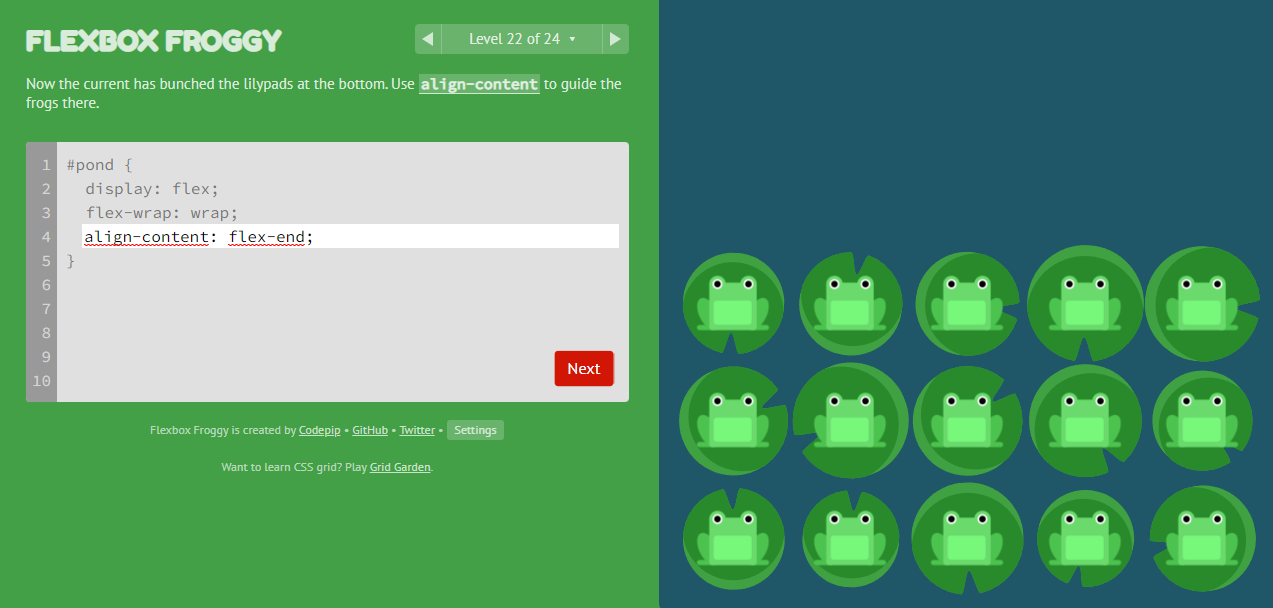 FLEXBOX FROGGY
Level 22 of 24
Now the current has bunched the lilypads at the bottom. Use align-content to guide the
frogs there.
1 #pond {
2 display: flex;
3 flex-wrap: wrap;
4 align-content: flex-end;
5 }
6
7
8
9
10
Next
Flexbox Froggy is created by Codepip • GitHub • Twitter • Settings
Want to learn CSS grid? Play Grid Garden.